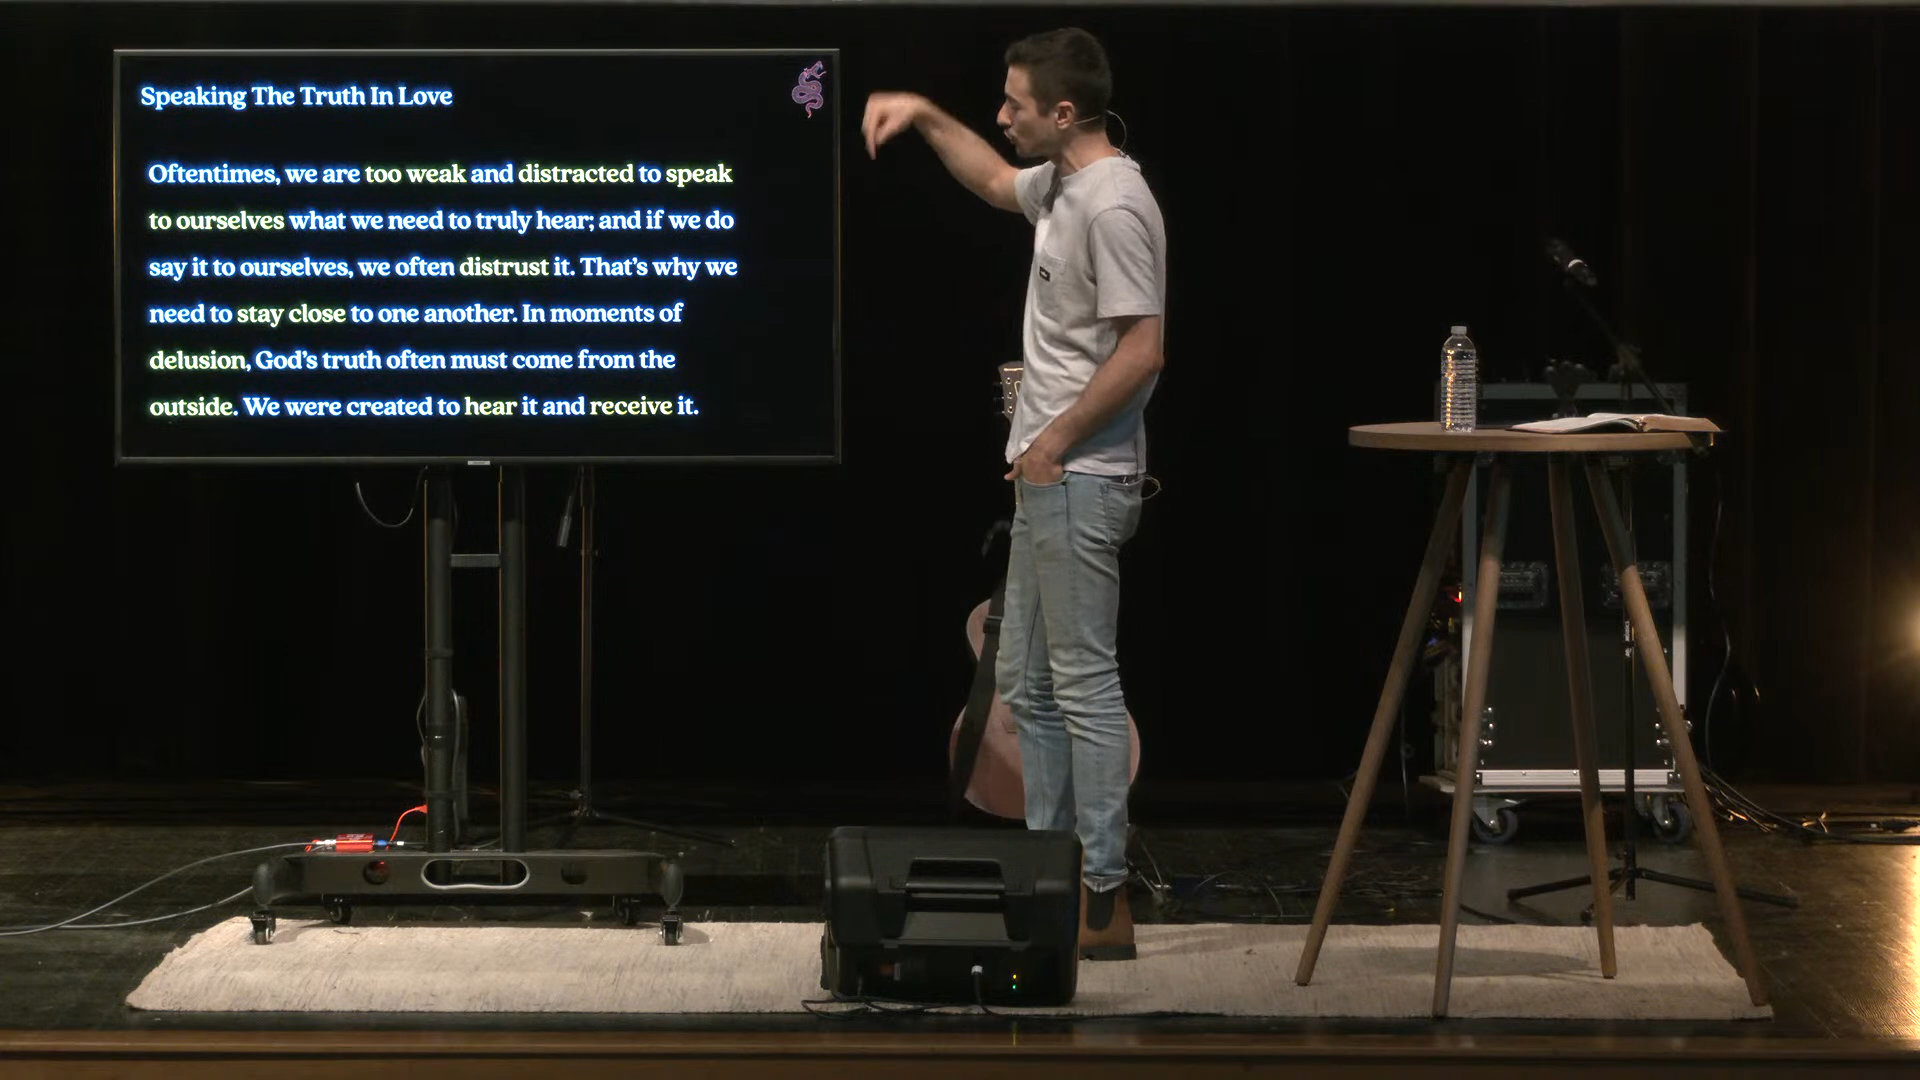 Speaking The Truth In Love
Oftentimes, we are too weak and distracted to speak
to ourselves what we need to truly hear; and if we do
say it to ourselves, we often distrust it. That's why we
need to stay close to one another. In moments of
delusion, God's truth often must come from the
outside. We were created to hear it and receive it.